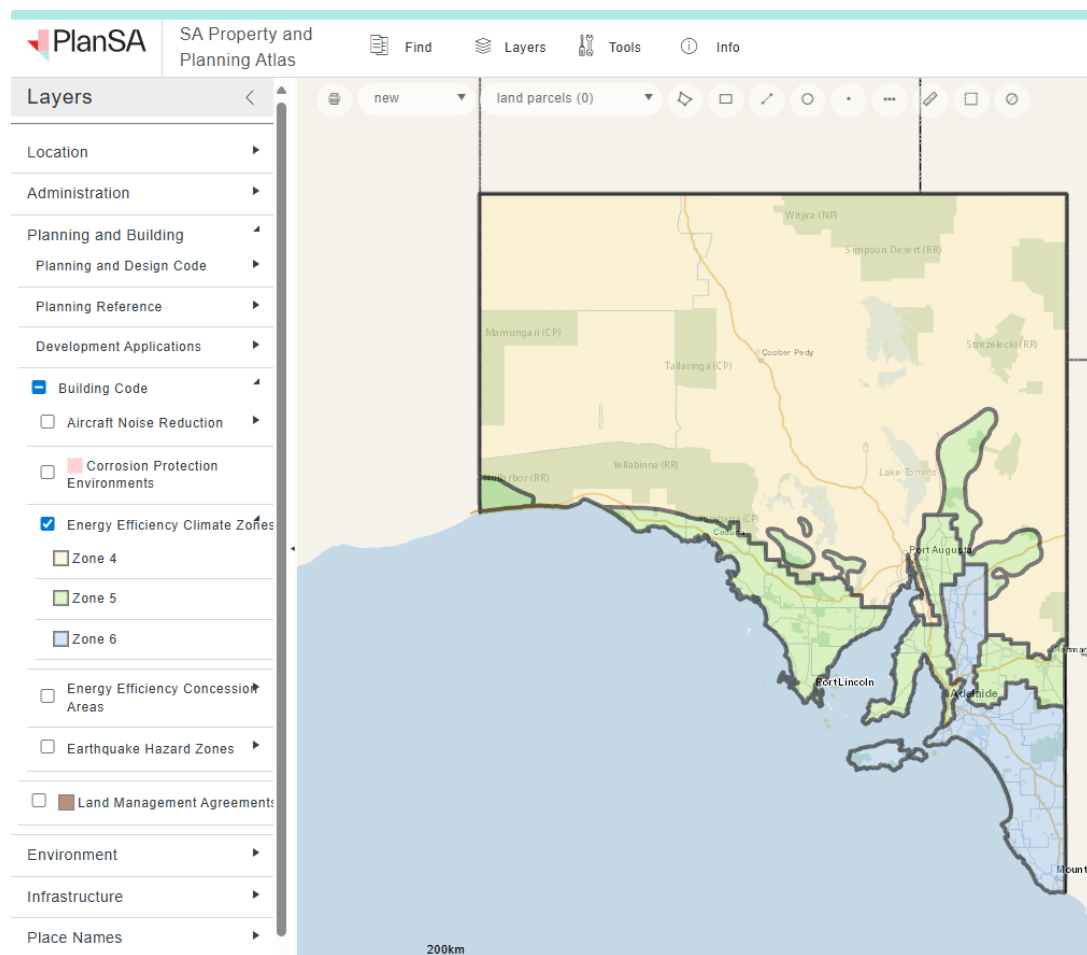 PlanSA
SA Property and
Planning Atlas
Find
Layers
Tools
Info
Layers
new
land parcels (0)
Location
Administration
Planning and Building
Planning and Design Code
Planning Reference
Development Applications
Building Code
Aircraft Noise Reduction
Corrosion Protection
Environments
Energy Efficiency Climate Zones
Zone 4
Zone 5
Zone 6
Energy Efficiency Concession
Areas
Earthquake Hazard Zones
Land Management Agreements
Environment
Infrastructure
Place Names
Witjira (NP)
Simpson Desert (RR)
Mamungari (CP)
Strezelecki (RR)
Coober Pedy
Tallaringa (CP)
Yellabinna (RR)
Lake Torrens
Nullarbor (RR)
Ceduna
Port Augusta
Port Lincoln
Adelaide
Mount
200km